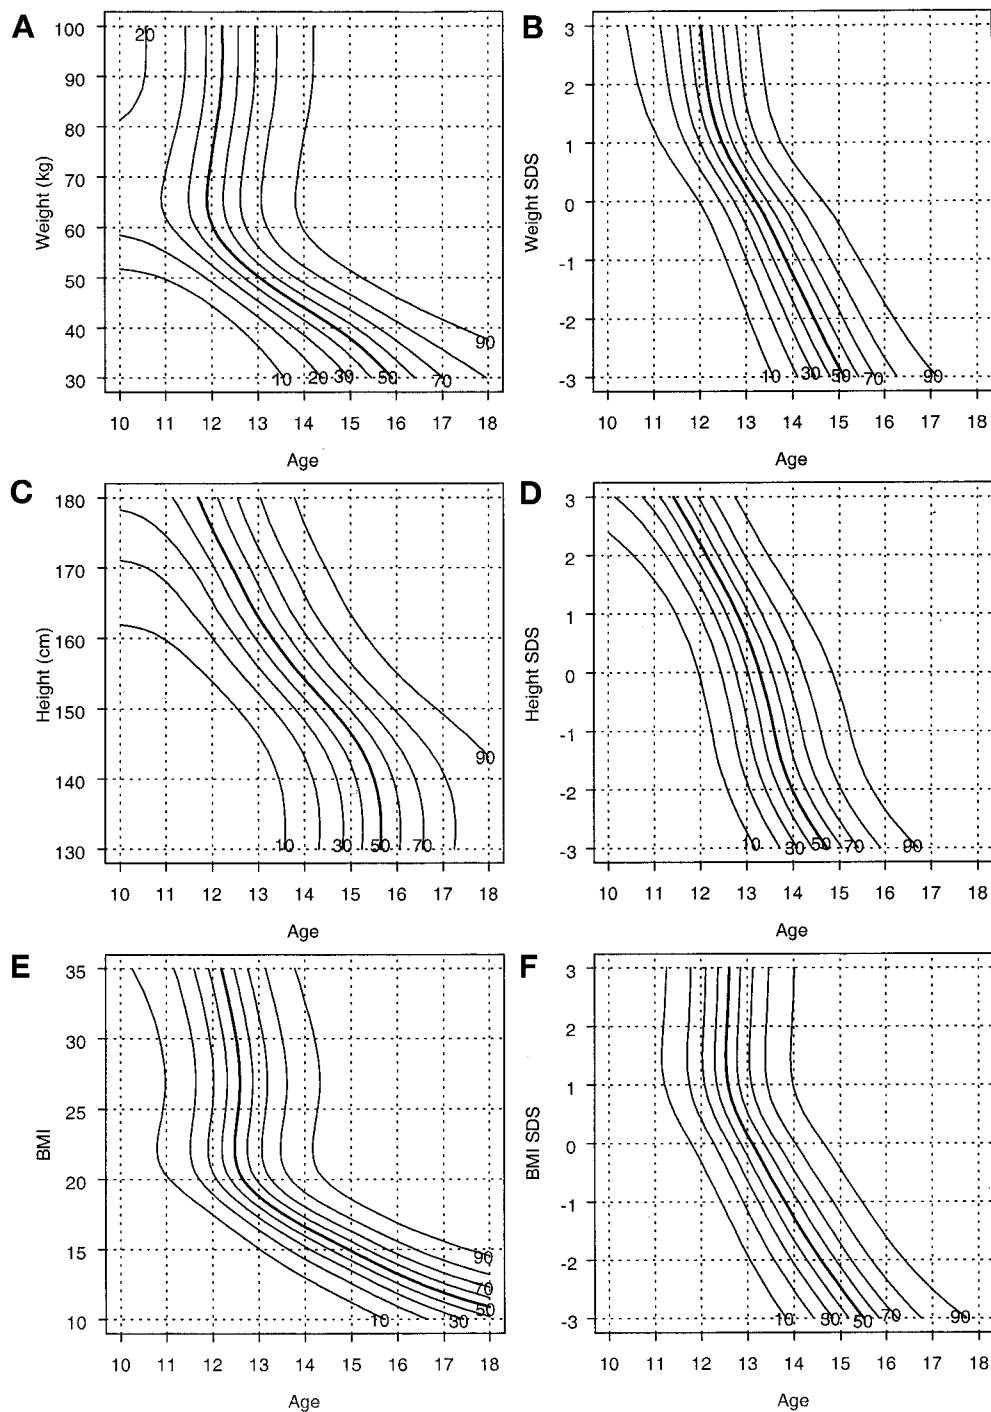 A
Weight (kg)
100
90
80
70
60
50
40
30
20
10 20 30 50 70 90
10 11 12 13 14 15 16 17 18
Age
B
Weight SDS
3
2
1
0
-1
-2
-3
10 30 50 70 90
10 11 12 13 14 15 16 17 18
Age
C
Height (cm)
180
170
160
150
140
130
10 30 50 70 90
10 11 12 13 14 15 16 17 18
Age
D
Height SDS
3
2
1
0
-1
-2
-3
10 30 50 70 90
10 11 12 13 14 15 16 17 18
Age
E
BMI
35
30
25
20
15
10
90
70
50
10 30
10 11 12 13 14 15 16 17 18
Age
F
BMI SDS
3
2
1
0
-1
-2
-3
10 30 50 70 90
10 11 12 13 14 15 16 17 18
Age